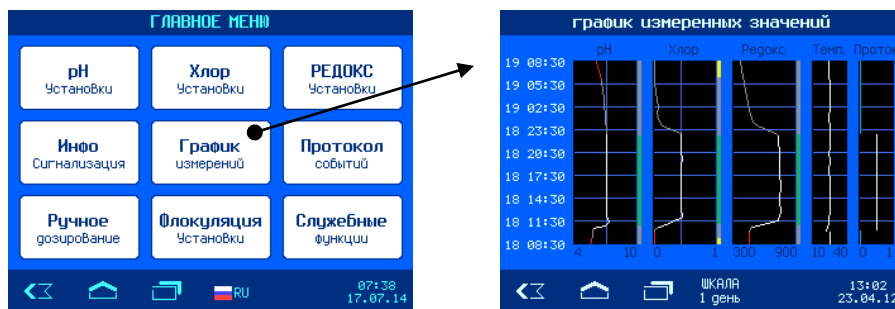 ГЛАВНОЕ МЕНЮ
pH
Установки
Хлор
Установки
РЕДОКС
Установки
Инфо
Сигнализация
График
измерений
Протокол
событий
Ручное
дозирование
Флокуляция
Установки
Служебные
функции
RU
07:38
17.07.14
график измеренных значений
pH Хлор Редокс Темп. Проток
19 08:30
19 05:30
19 02:30
18 23:30
18 20:30
18 17:30
18 14:30
18 11:30
18 08:30
4 10 0 1 300 900 10 40 0 1
ШКАЛА
1 день
13:02
23.04.12